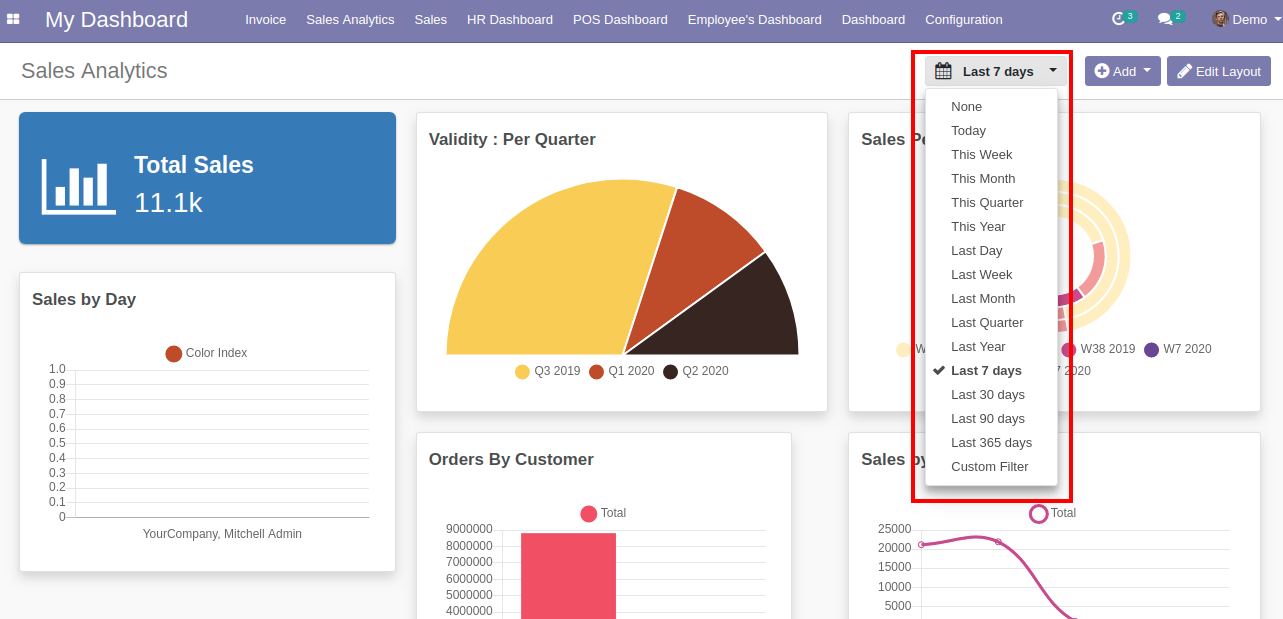 My Dashboard
Invoice Sales Analytics Sales HR Dashboard POS Dashboard Employee's Dashboard Dashboard Configuration
3 2 Demo
Sales Analytics
Last 7 days
Add
Edit Layout
None
Today
This Week
This Month
This Quarter
This Year
Last Day
Last Week
Last Month
Last Quarter
Last Year
Last 7 days
Last 30 days
Last 90 days
Last 365 days
Custom Filter
Total Sales
11.1k
Sales by Day
Color Index
1.0
0.9
0.8
0.7
0.6
0.5
0.4
0.3
0.2
0.1
0
YourCompany, Mitchell Admin
Validity : Per Quarter
Q3 2019 Q1 2020 Q2 2020
Sales
W38 2019 W7 2020
2020
Orders By Customer
Total
9000000
8000000
7000000
6000000
5000000
4000000
Sales
Total
25000
20000
15000
10000
5000